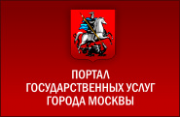 ПОРТАЛ
ГОСУДАРСТВЕННЫХ УСЛУГ
ГОРОДА МОСКВЫ